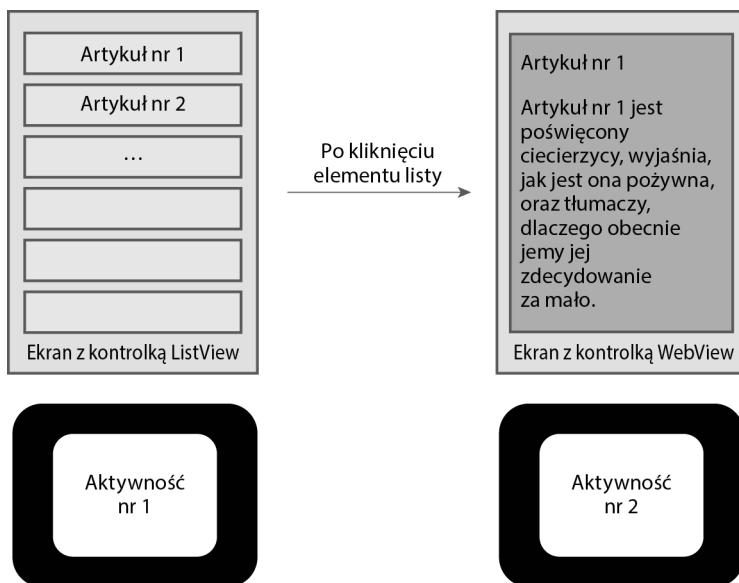 Artykuł nr 1
Artykuł nr 2
...
Ekran z kontrolką ListView
Po kliknięciu
elementu listy
Artykuł nr 1
Artykuł nr 1 jest
poświęcony
ciecierzycy, wyjaśnia,
jak jest ona pożywna,
oraz tłumaczy,
dlaczego obecnie
jemy jej
zdecydowanie
za mało.
Ekran z kontrolką WebView
Aktywność
nr 1
Aktywność
nr 2